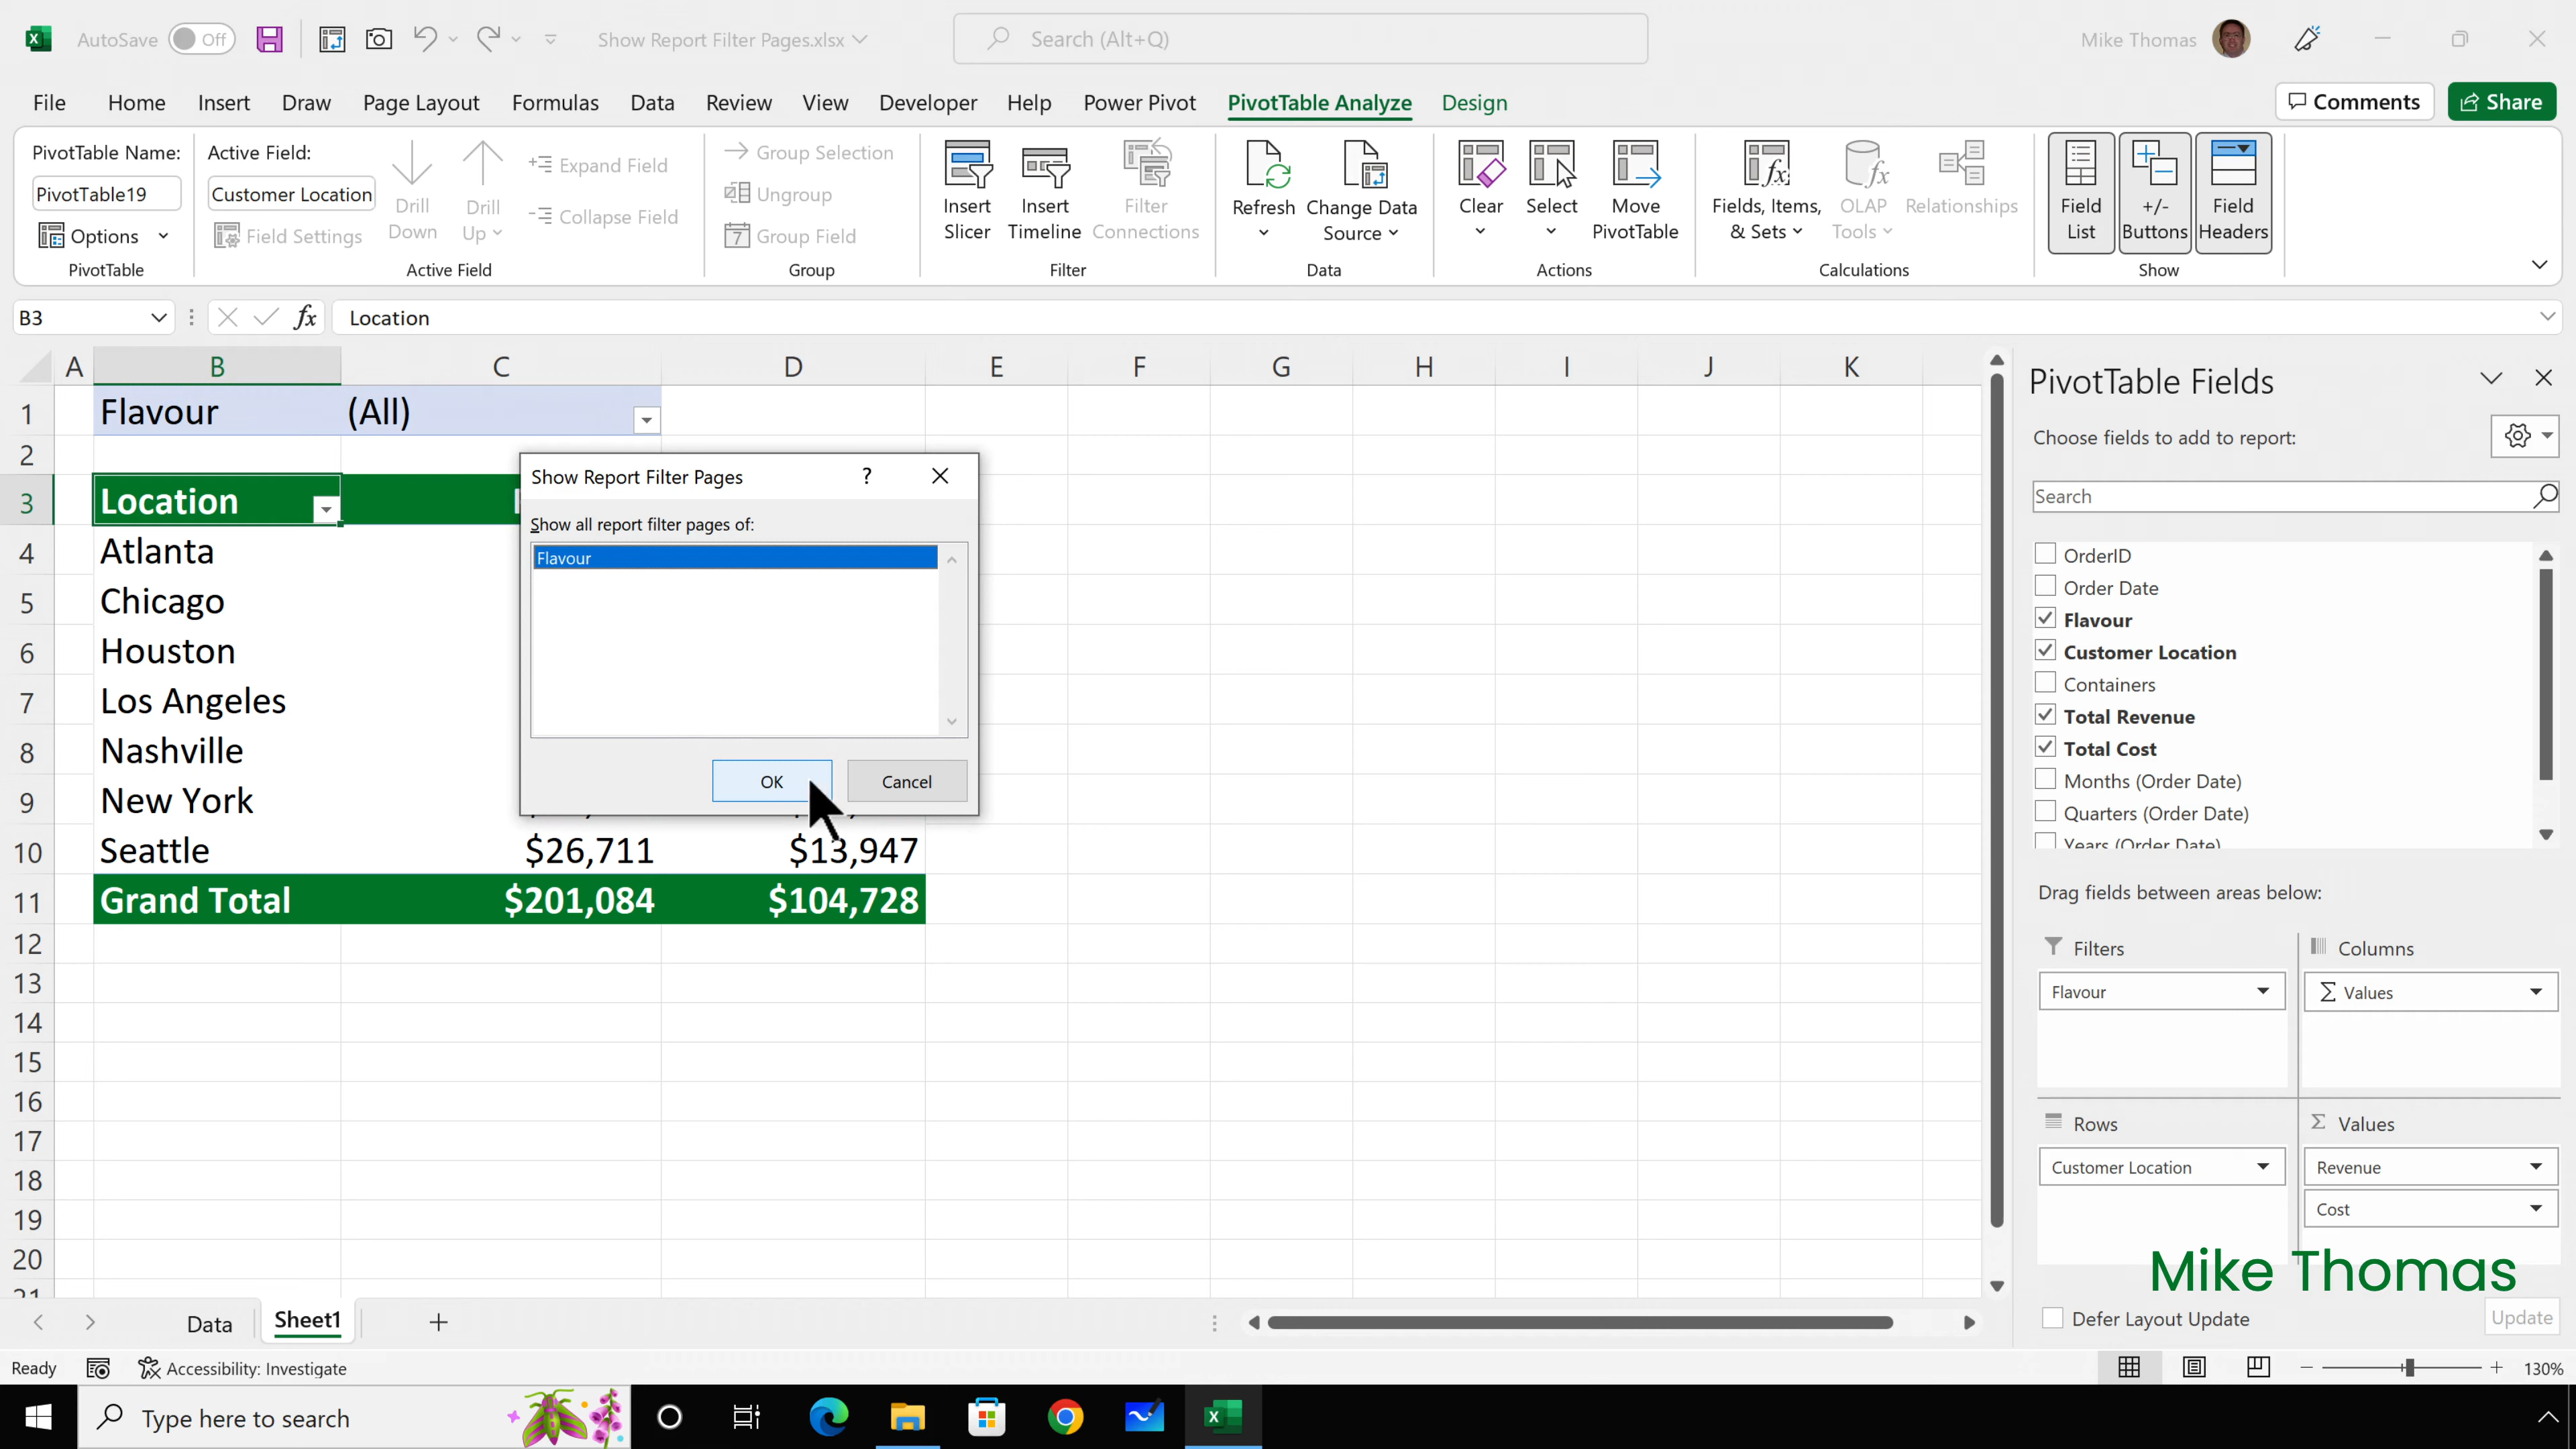 AutoSave Off Show Report Filter Pages.xlsx Search (Alt+Q) Mike Thomas
File Home Insert Draw Page Layout Formulas Data Review View Developer Help Power Pivot PivotTable Analyze Design Comments Share
PivotTable Name:
PivotTable19
Options
PivotTable
Active Field:
Customer Location
Field Settings
Drill Down
Drill Up
Expand Field
Collapse Field
Active Field
Group Selection
Ungroup
7 Group Field
Group
Insert Slicer
Insert Timeline
Filter Connections
Filter
Refresh
Change Data Source
Data
Clear
Select
Move PivotTable
Actions
Fields, Items, & Sets
OLAP Tools
Relationships
Calculations
Field List
+/- Buttons
Field Headers
Show
B3 fx Location
A B C D E F G H I J K
1 Flavour (All)
2
3 Location
4 Atlanta
5 Chicago
6 Houston
7 Los Angeles
8 Nashville
9 New York
10 Seattle $26,711 $13,947
11 Grand Total $201,084 $104,728
12
13
14
15
16
17
18
19
20
21
Show Report Filter Pages ?
Show all report filter pages of:
Flavour
OK Cancel
PivotTable Fields
Choose fields to add to report:
Search
OrderID
Order Date
Flavour
Customer Location
Containers
Total Revenue
Total Cost
Months (Order Date)
Quarters (Order Date)
Years (Order Date)
Drag fields between areas below:
Filters
Flavour
Columns
Σ Values
Rows
Customer Location
Σ Values
Revenue
Cost
Mike Thomas
Defer Layout Update Update
Data Sheet1
Ready Accessibility: Investigate 130%
Type here to search